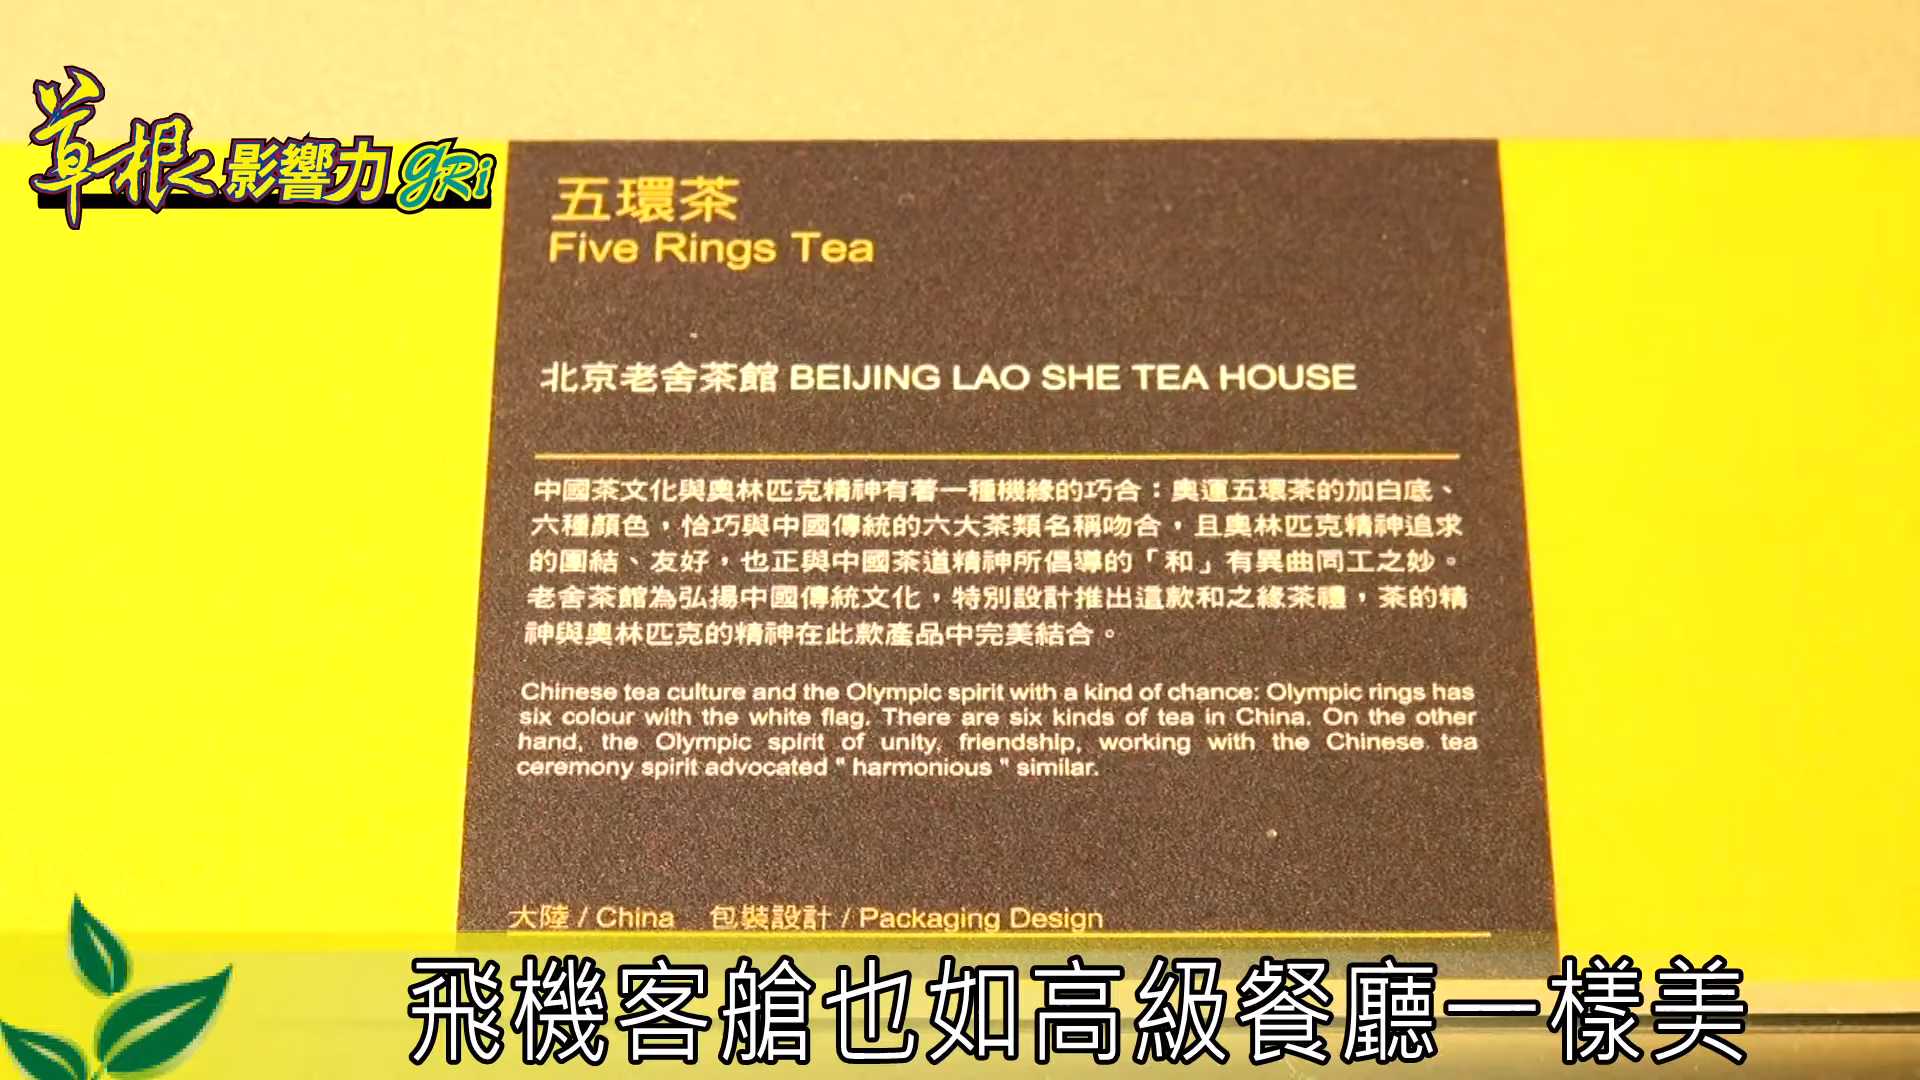 草根影響力 gRi
五環茶
Five Rings Tea
北京老舍茶館 BEIJING LAO SHE TEA HOUSE
中國茶文化與奧林匹克精神有著一種機緣的巧合：奧運五環茶的加白底、
六種顏色，恰巧與中國傳統的六大茶類名稱吻合，且奧林匹克精神追求
的團結、友好，也正與中國茶道精神所倡導的「和」有異曲同工之妙。
老舍茶館為弘揚中國傳統文化，特別設計推出這款和之緣茶禮，茶的精
神與奧林匹克的精神在此款產品中完美結合。
Chinese tea culture and the Olympic spirit with a kind of chance: Olympic rings has
six colour with the white flag. There are six kinds of tea in China. On the other
hand, the Olympic spirit of unity, friendship, working with the Chinese tea
ceremony spirit advocated " harmonious " similar.
大陸 / China 包裝設計 / Packaging Design
飛機客艙也如高級餐廳一樣美